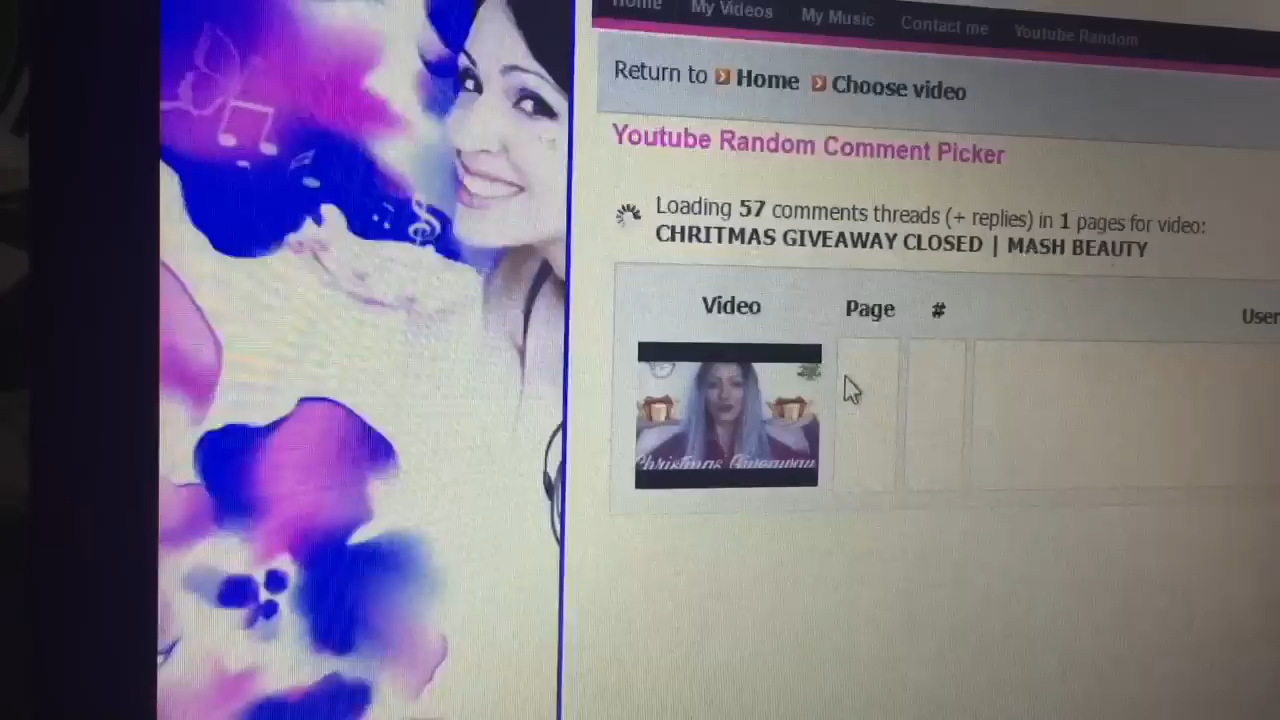 Home My Videos My Music Contact me Youtube Random
Return to Home Choose video
Youtube Random Comment Picker
Loading 57 comments threads (+ replies) in 1 pages for video:
CHRITMAS GIVEAWAY CLOSED | MASH BEAUTY
Video Page # User
Christmas Giveaway